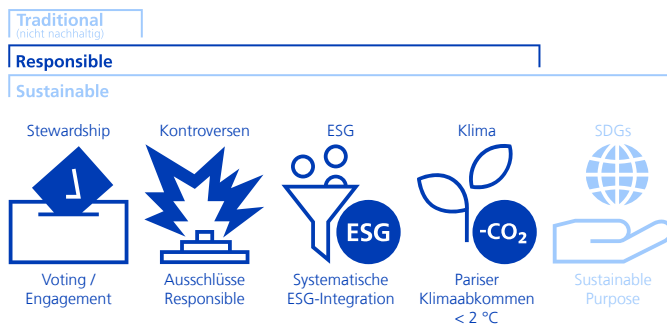 Traditional
(nicht nachhaltig)
Responsible
Sustainable
Stewardship
Kontroversen
ESG
Klima
SDGs
ESG
-CO₂
Voting /
Engagement
Ausschlüsse
Responsible
Systematische
ESG-Integration
Pariser
Klimaabkommen
< 2 °C
Sustainable
Purpose